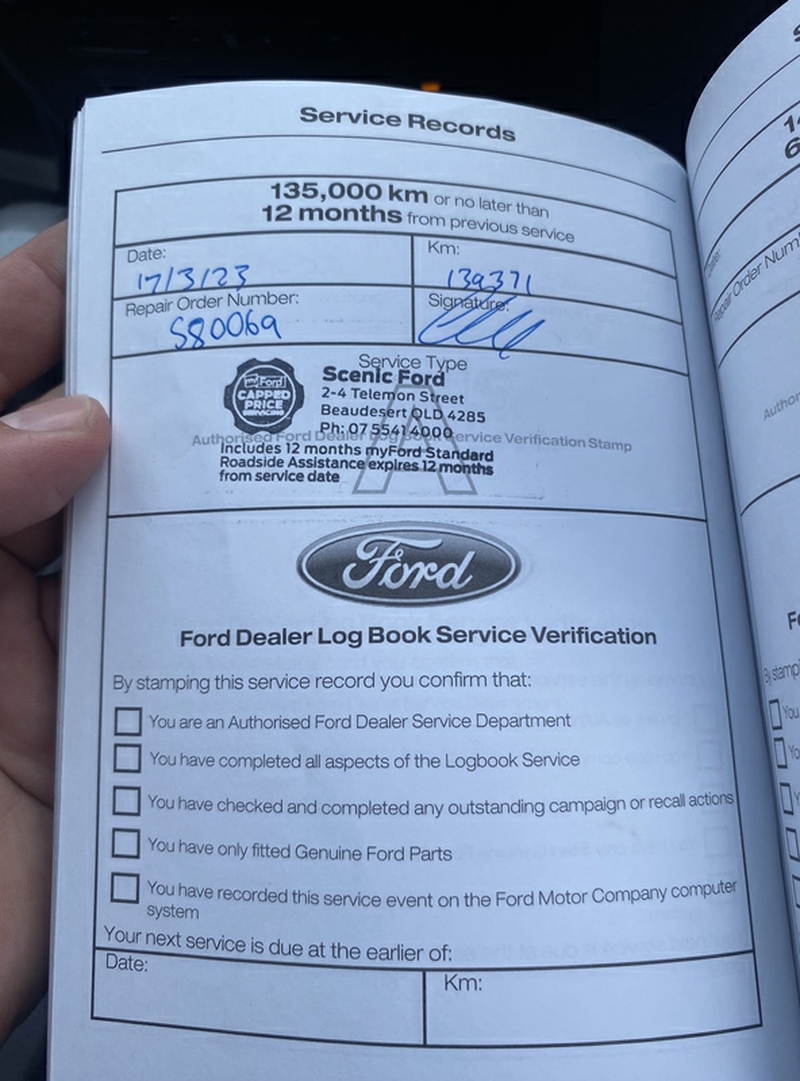 Service Records
135,000 km or no later than
12 months from previous service
Date:
17/3/23
Km:
139371
Repair Order Number:
S80069
Signature:
Service Type
A
myFord
CAPPED
PRICE
SERVICING
Scenic Ford
2-4 Telemon Street
Beaudesert QLD 4285
Ph: 07 5541 4000
Authorised Ford Dealer Log Book Service Verification Stamp
Includes 12 months myFord Standard
Roadside Assistance expires 12 months
from service date
Ford
Ford Dealer Log Book Service Verification
By stamping this service record you confirm that:
You are an Authorised Ford Dealer Service Department
You have completed all aspects of the Logbook Service
You have checked and completed any outstanding campaign or recall actions
You have only fitted Genuine Ford Parts
You have recorded this service event on the Ford Motor Company computer
system
Your next service is due at the earlier of:
Date:
Km: